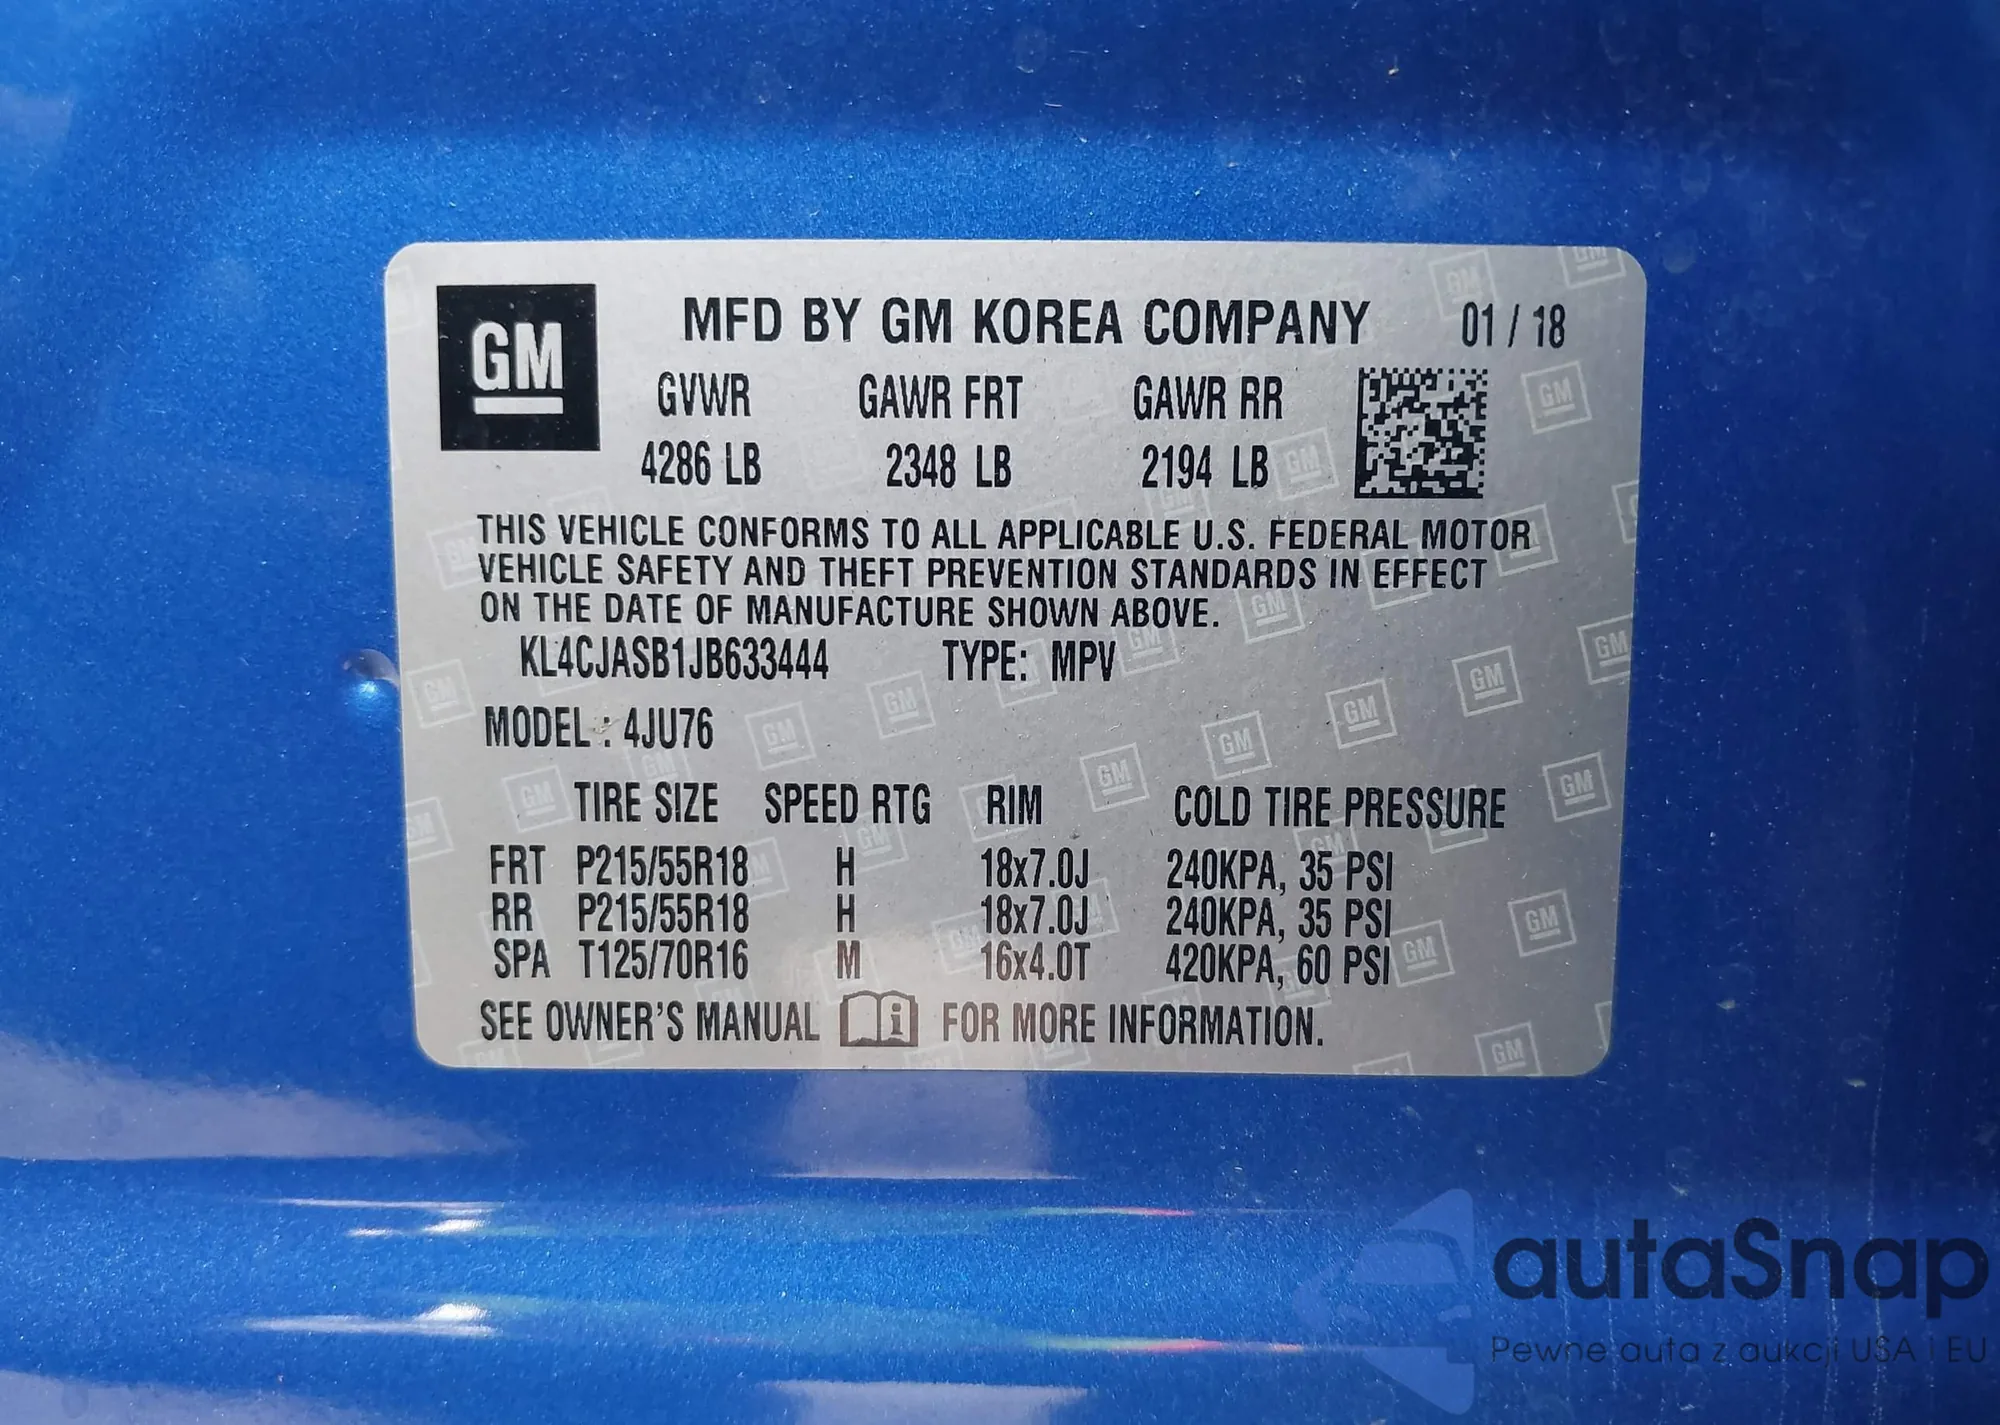 GM
MFD BY GM KOREA COMPANY 01 / 18
GVWR GAWR FRT GAWR RR
4286 LB 2348 LB 2194 LB
THIS VEHICLE CONFORMS TO ALL APPLICABLE U.S. FEDERAL MOTOR
VEHICLE SAFETY AND THEFT PREVENTION STANDARDS IN EFFECT
ON THE DATE OF MANUFACTURE SHOWN ABOVE.
KL4CJASB1JB633444 TYPE: MPV
MODEL : 4JU76
TIRE SIZE SPEED RTG RIM COLD TIRE PRESSURE
FRT P215/55R18 H 18x7.0J 240KPA, 35 PSI
RR P215/55R18 H 18x7.0J 240KPA, 35 PSI
SPA T125/70R16 M 16x4.0T 420KPA, 60 PSI
SEE OWNER'S MANUAL i FOR MORE INFORMATION.
autaSnap
Pewne auta z aukcji USA i EU